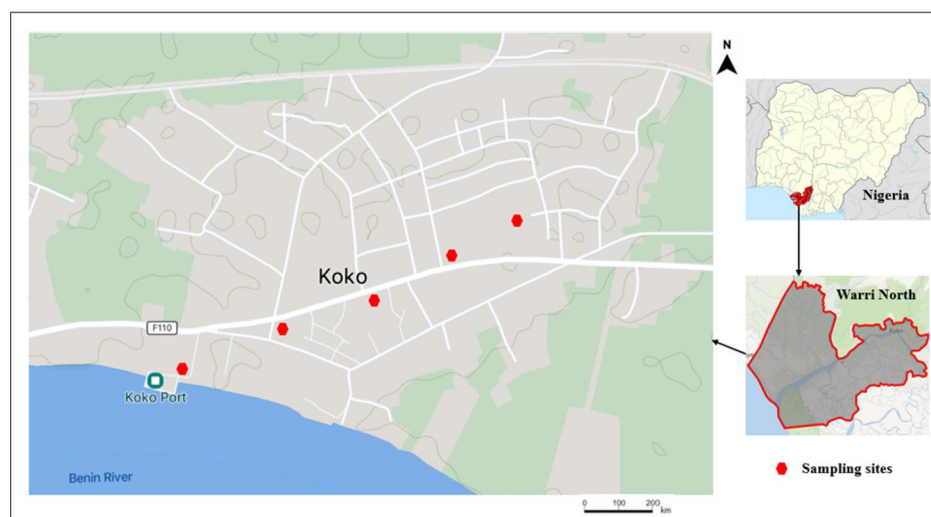 N
Nigeria
Koko
Warri North
F110
Koko Port
Benin River
Sampling sites
0 100 200
km